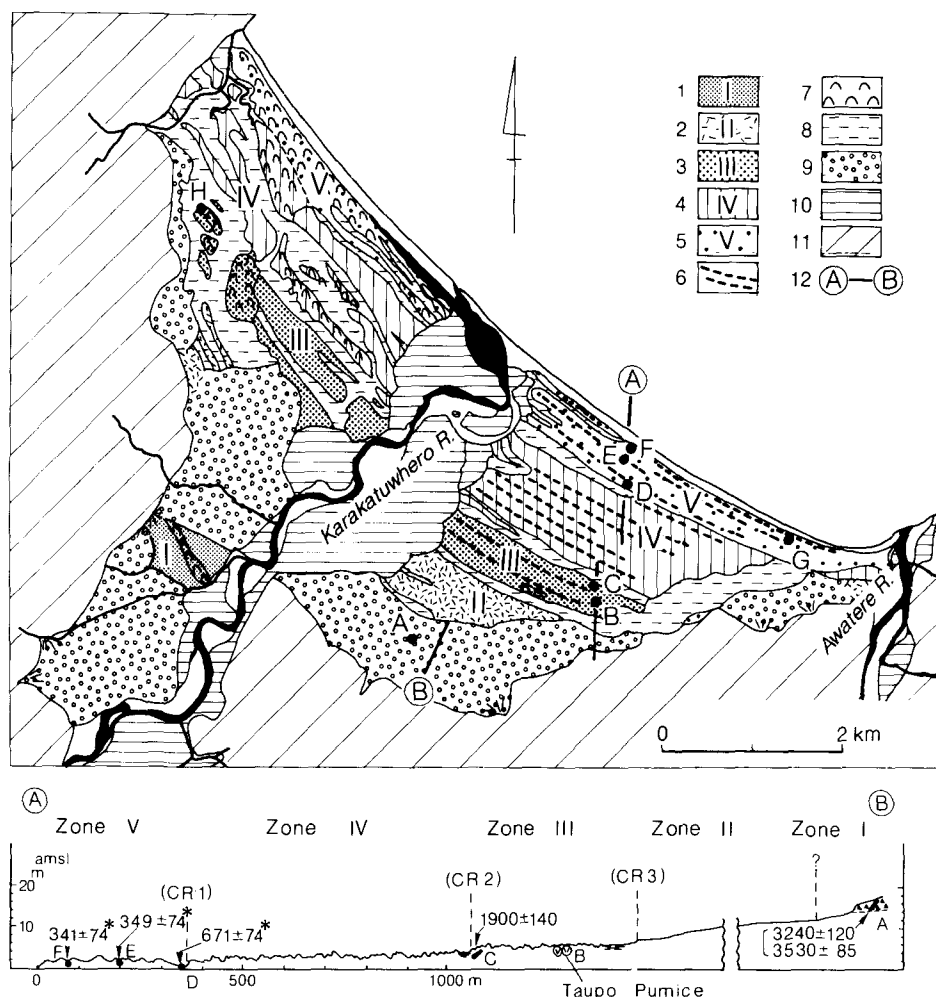 1 I 7
2 II 8
3 III 9
4 IV 10
5 V 11
6 12 A B
H
IV
V
III
A
F
E
D
V
IV
G
Karakatuwhero R.
I
III
C
B
II
A
B
Awatere R.
0 2 km
A B
Zone V Zone IV Zone III Zone II Zone I
amsl
m
20
10
0
(CR 1) (CR 2) (CR 3) ?
341±74* 349±74* 671±74* 1900±140
F E D C B A
3240±120
3530± 85
0 500 1000 m
Taupo Pumice